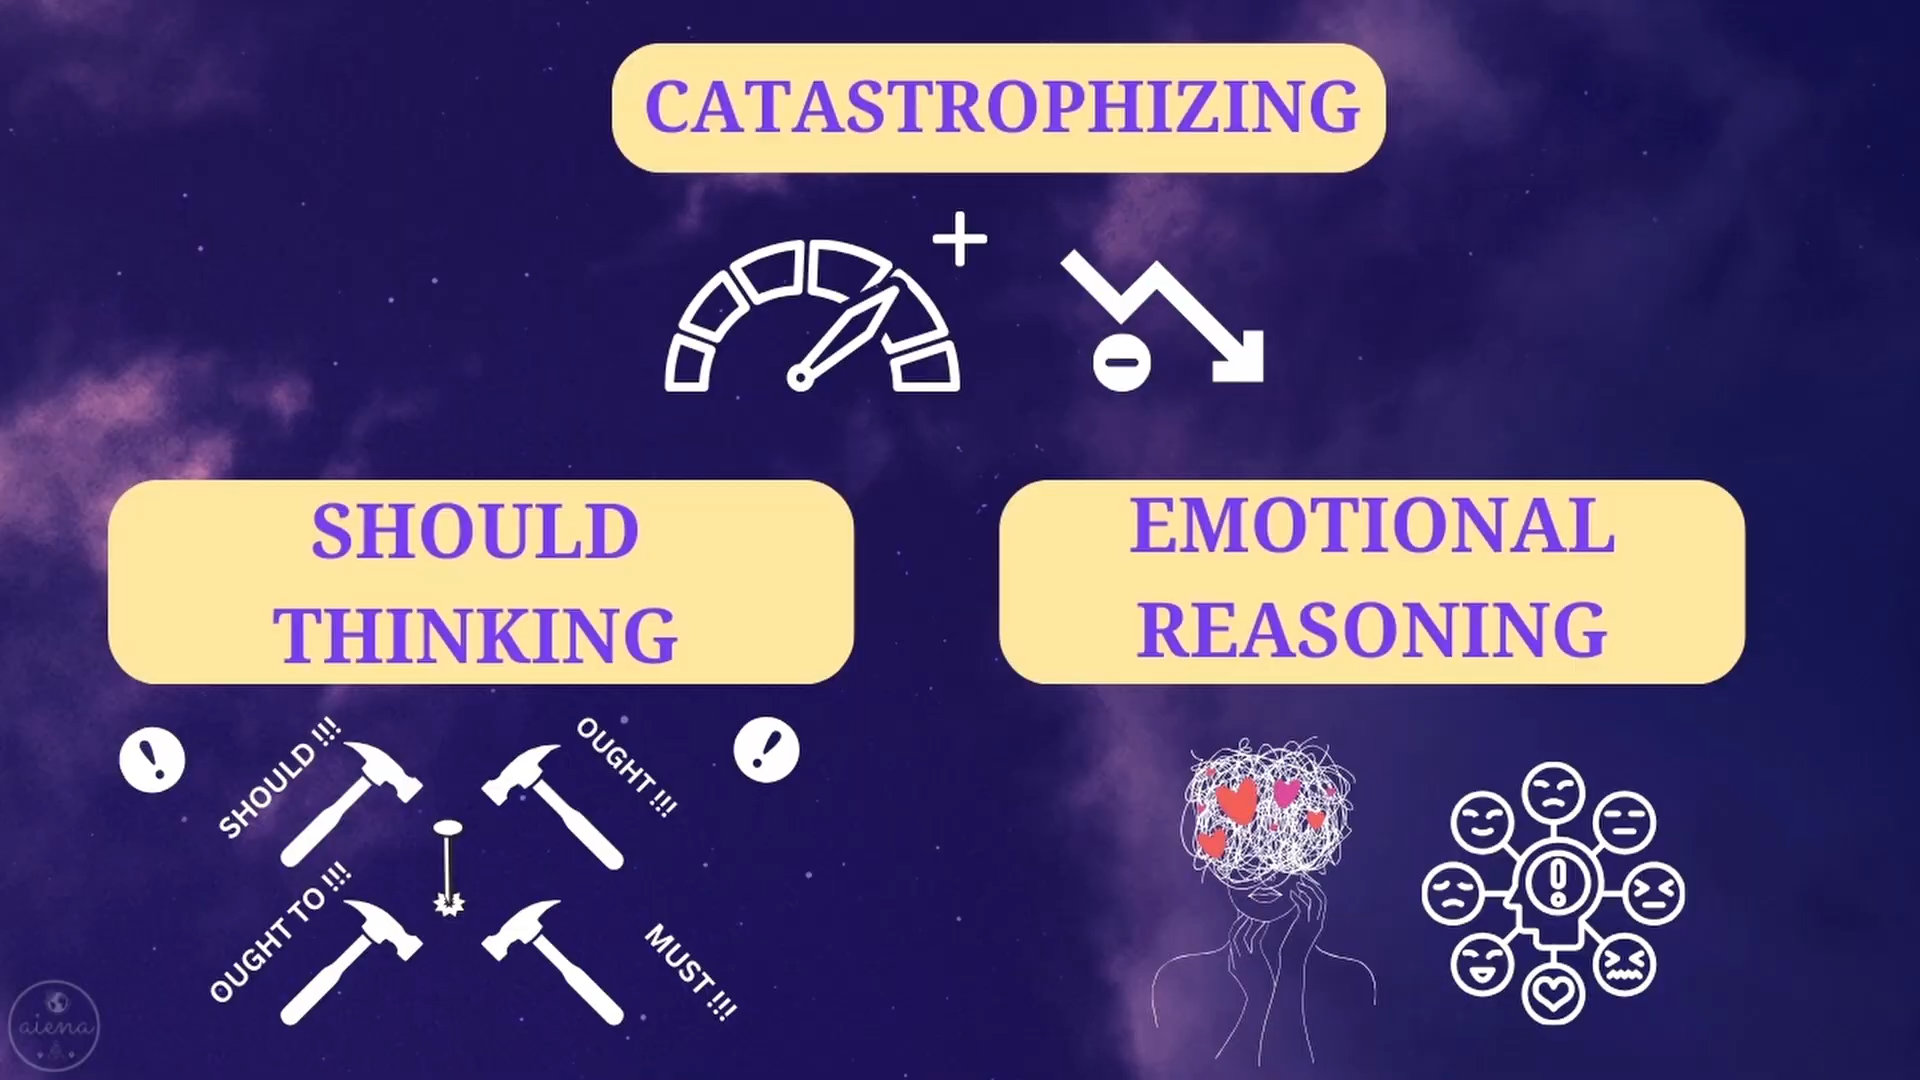 CATASTROPHIZING
SHOULD
THINKING
EMOTIONAL
REASONING
SHOULD !!!
OUGHT !!!
OUGHT TO !!!
MUST !!!
aiena